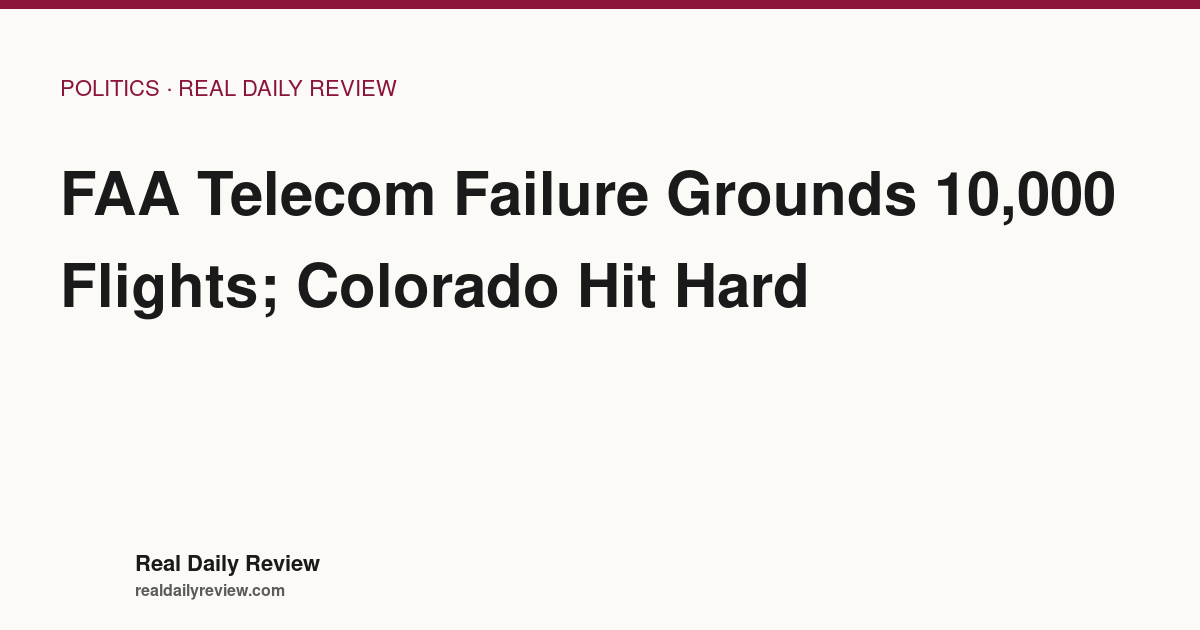 POLITICS · REAL DAILY REVIEW
FAA Telecom Failure Grounds 10,000
Flights; Colorado Hit Hard
Real Daily Review
realdailyreview.com